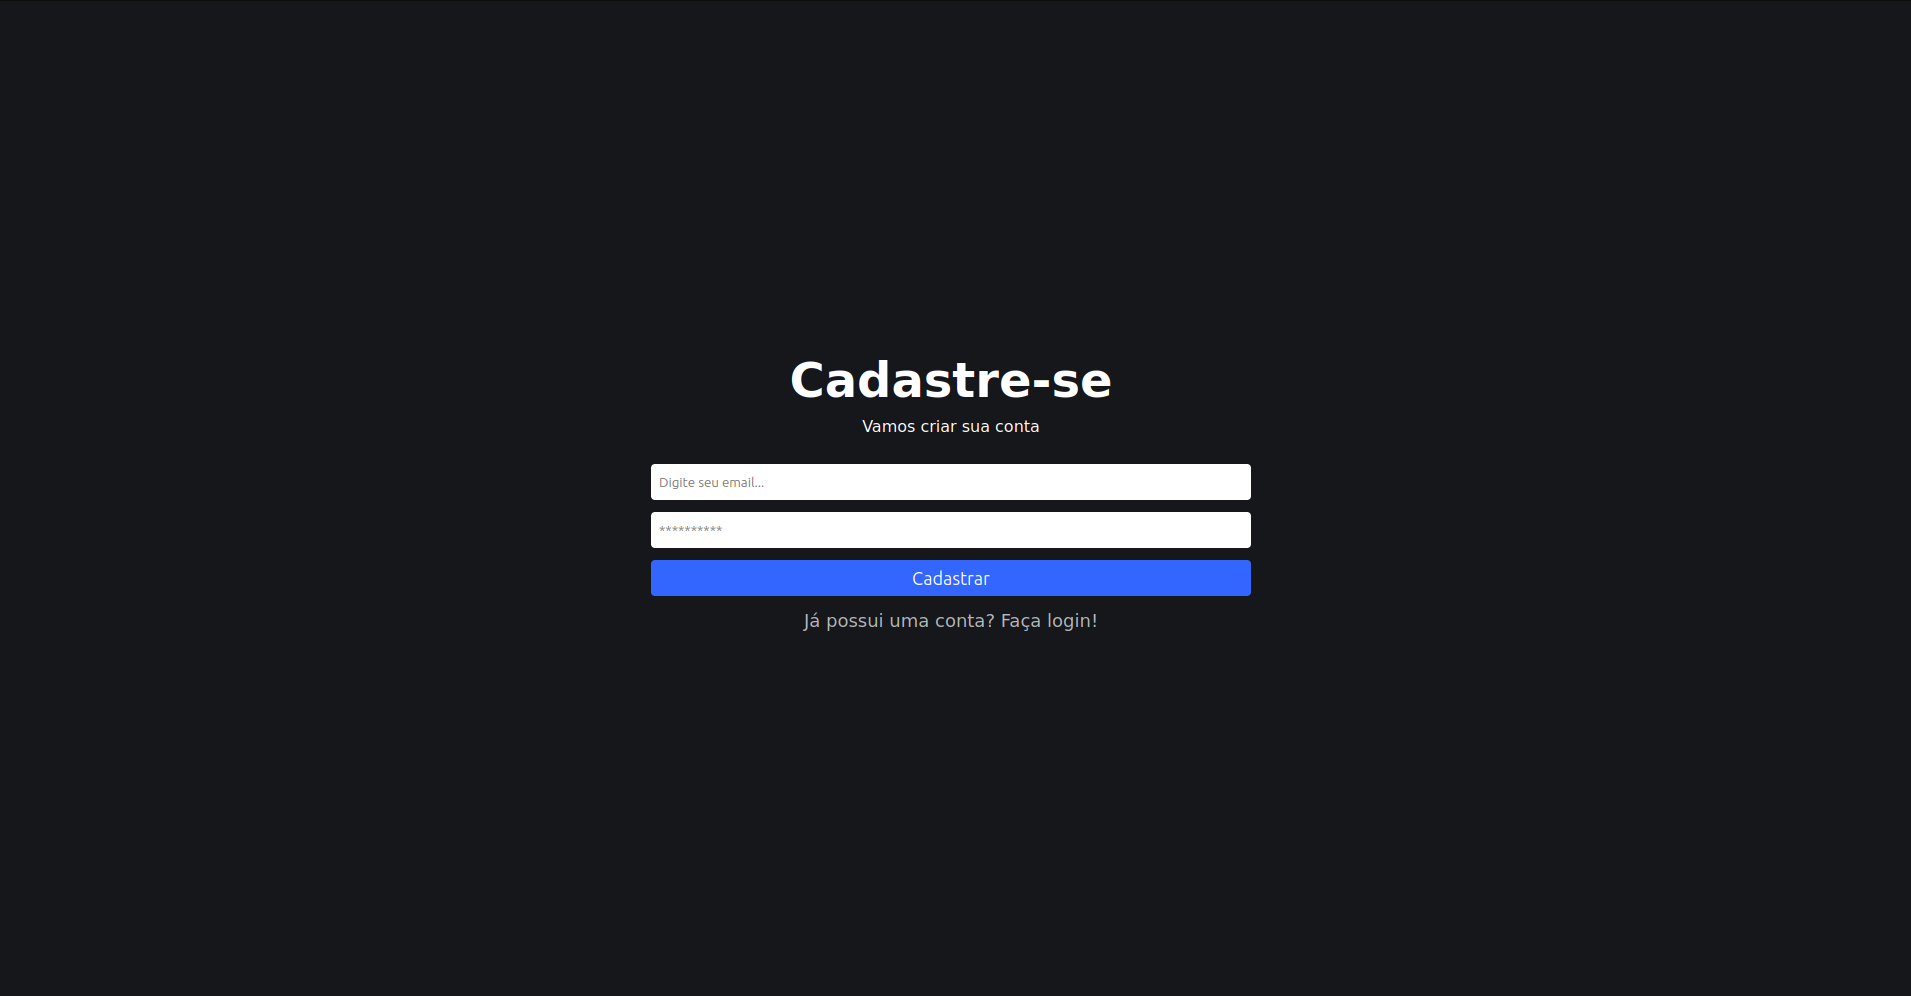 Cadastre-se
Vamos criar sua conta
Digite seu email...
**********
Cadastrar
Já possui uma conta? Faça login!